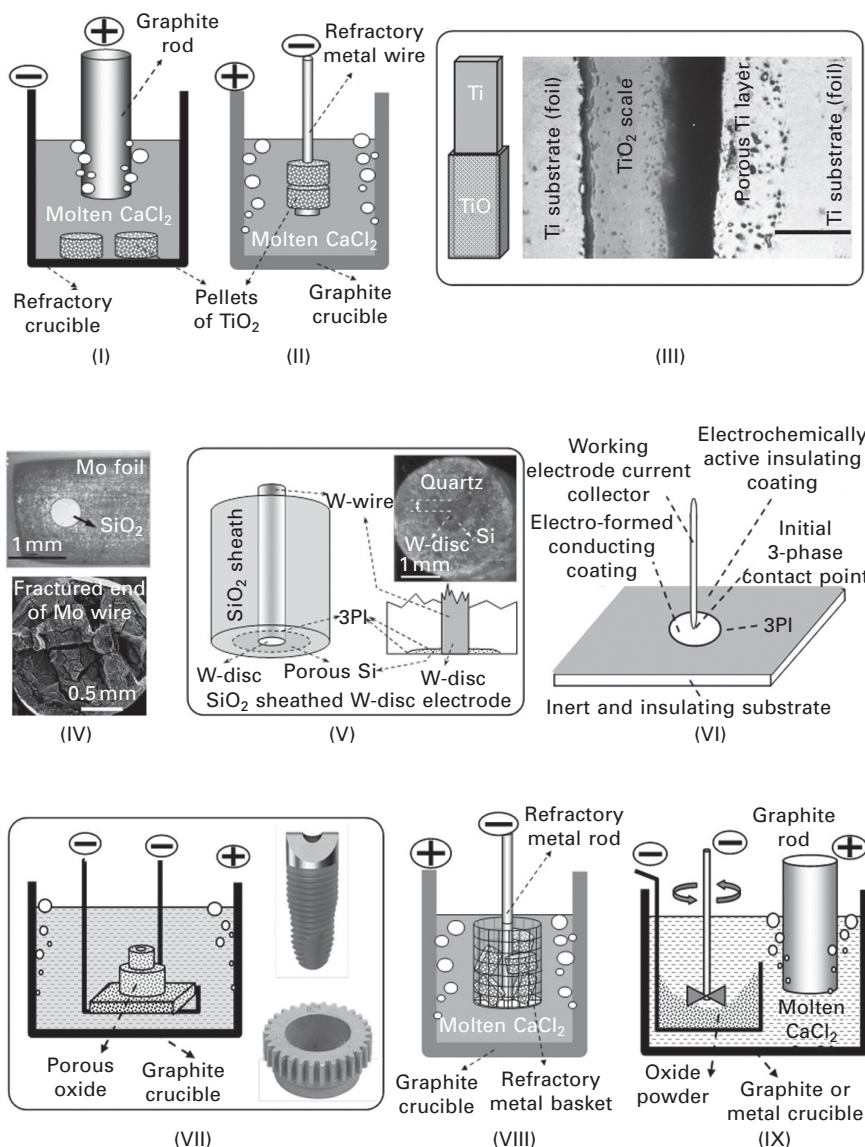 +
Graphite
rod
−
Molten CaCl2
Refractory
crucible
(I)
Refractory
metal wire
−
+
Molten CaCl2
Pellets
of TiO2
Graphite
crucible
(II)
Ti
TiO
Ti substrate (foil)
TiO2 scale
Porous Ti layer
Ti substrate (foil)
(III)
Mo foil
SiO2
1 mm
Fractured end
of Mo wire
0.5 mm
(IV)
SiO2 sheath
W-wire
Quartz
W-disc
Si
1 mm
3PI
W-disc
Porous Si
W-disc
SiO2 sheathed W-disc electrode
(V)
Working
electrode current
collector
Electrochemically
active insulating
coating
Electro-formed
conducting
coating
Initial
3-phase
contact point
3PI
Inert and insulating substrate
(VI)
−
−
+
Porous
oxide
Graphite
crucible
(VII)
+
−
Refractory
metal rod
Molten CaCl2
Graphite
crucible
Refractory
metal basket
(VIII)
−
−
Graphite
rod
+
Molten
CaCl2
Oxide
powder
Graphite or
metal crucible
(IX)